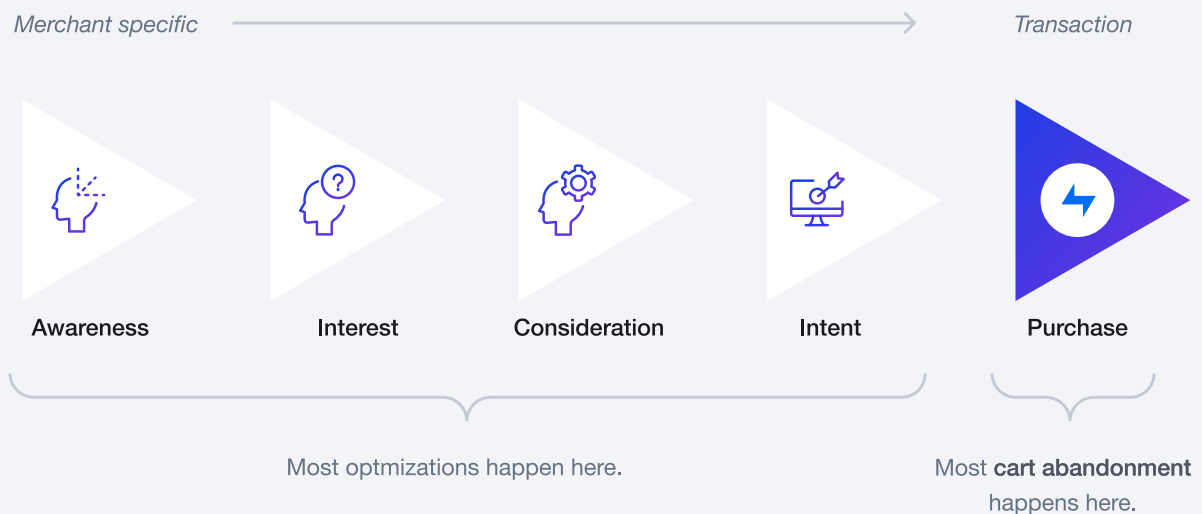 Merchant specific
Transaction
?
Awareness
Interest
Consideration
Intent
Purchase
Most optmizations happen here.
Most cart abandonment
happens here.